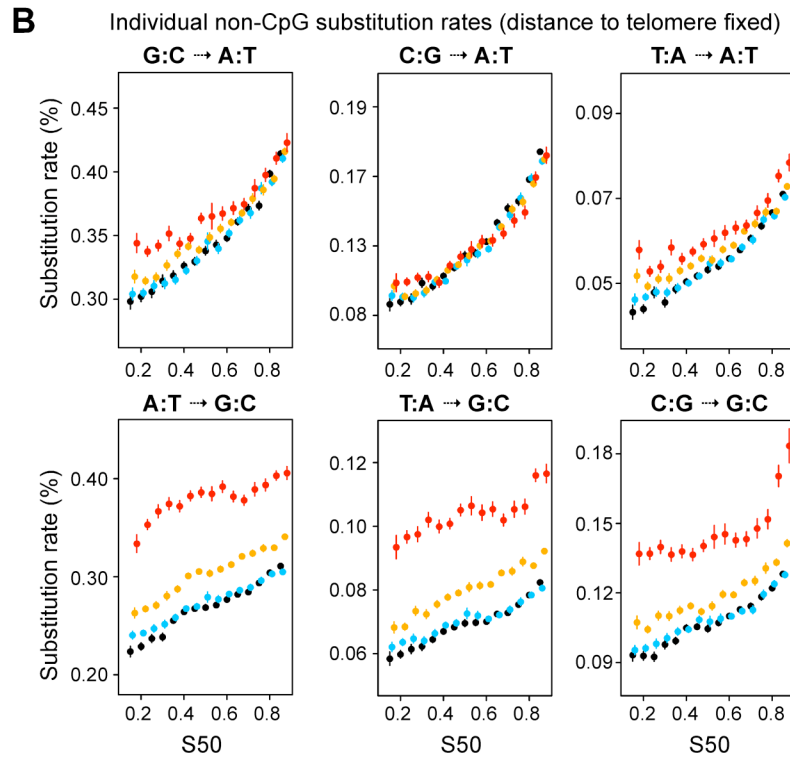 B Individual non-CpG substitution rates (distance to telomere fixed)
G:C ⇢ A:T C:G ⇢ A:T T:A ⇢ A:T
Substitution rate (%)
0.45
0.40
0.35
0.30
0.2 0.4 0.6 0.8
0.19
0.17
0.13
0.08
0.2 0.4 0.6 0.8
0.09
0.07
0.05
0.2 0.4 0.6 0.8
A:T ⇢ G:C T:A ⇢ G:C C:G ⇢ G:C
Substitution rate (%)
0.40
0.30
0.20
0.2 0.4 0.6 0.8
S50
0.12
0.10
0.08
0.06
0.2 0.4 0.6 0.8
S50
0.18
0.14
0.12
0.09
0.2 0.4 0.6 0.8
S50